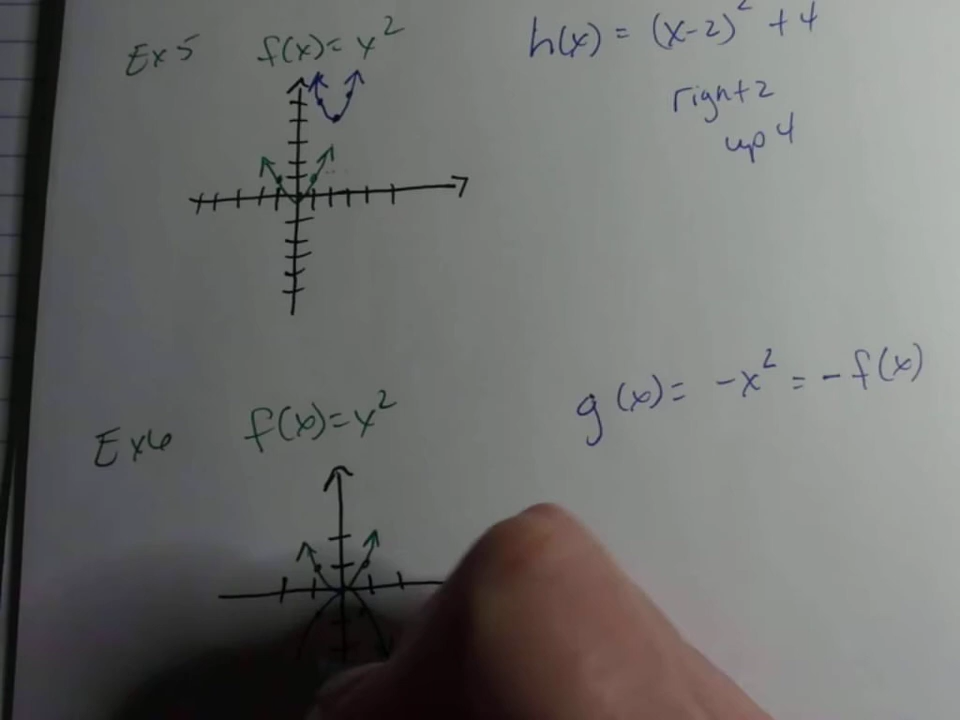 Ex 5 f(x) = x² h(x) = (x-2)² + 4
right 2
up 4
Ex 6 f(x) = x² g(x) = -x² = -f(x)